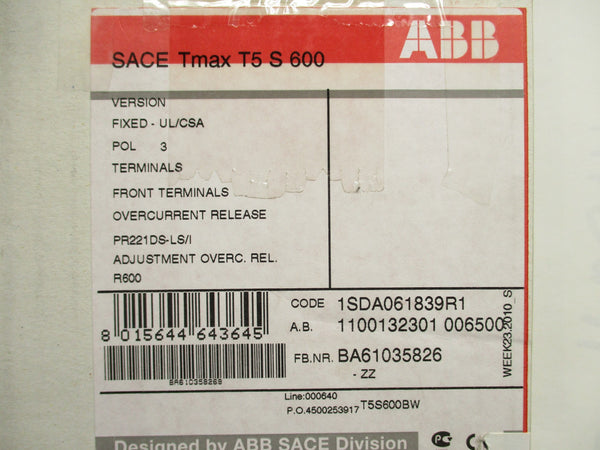 ABB
SACE Tmax T5 S 600
VERSION
FIXED - UL/CSA
POL 3
TERMINALS
FRONT TERMINALS
OVERCURRENT RELEASE
PR221DS-LS/I
ADJUSTMENT OVERC. REL.
R600
CODE 1SDA061839R1
A.B. 1100132301 006500
FB.NR. BA61035826
- ZZ
8 015644 643645
WEEK23.2010_S
Line:000640
P.O.4500253917 T5S600BW
Designed by ABB SACE Division